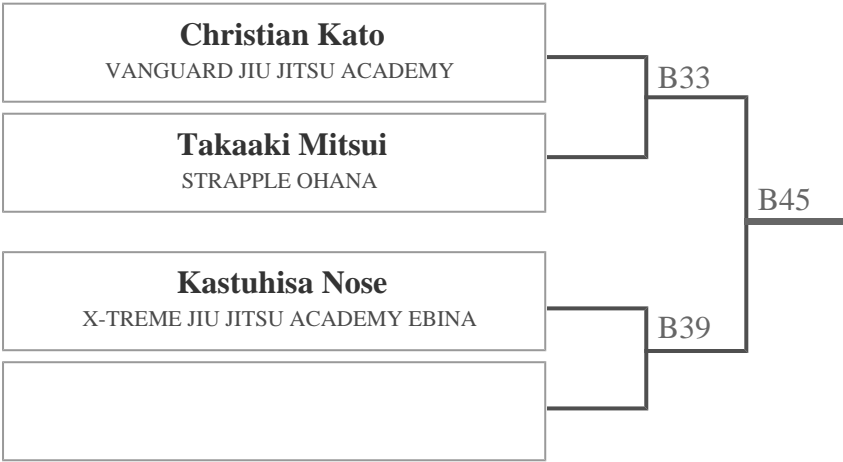 Christian Kato
VANGUARD JIU JITSU ACADEMY
B33
Takaaki Mitsui
STRAPPLE OHANA
B45
Kastuhisa Nose
X-TREME JIU JITSU ACADEMY EBINA
B39